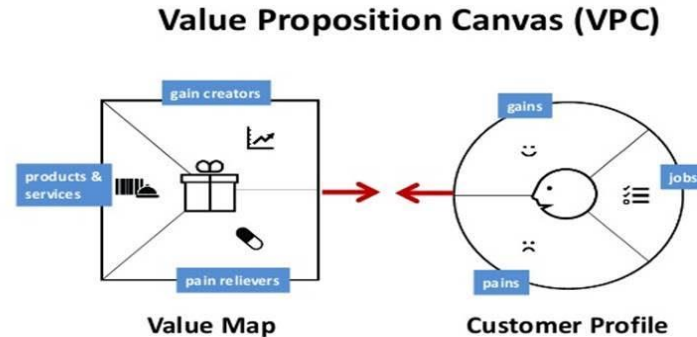 Value Proposition Canvas (VPC)
gain creators
products &
services
pain relievers
Value Map
gains
jobs
pains
Customer Profile